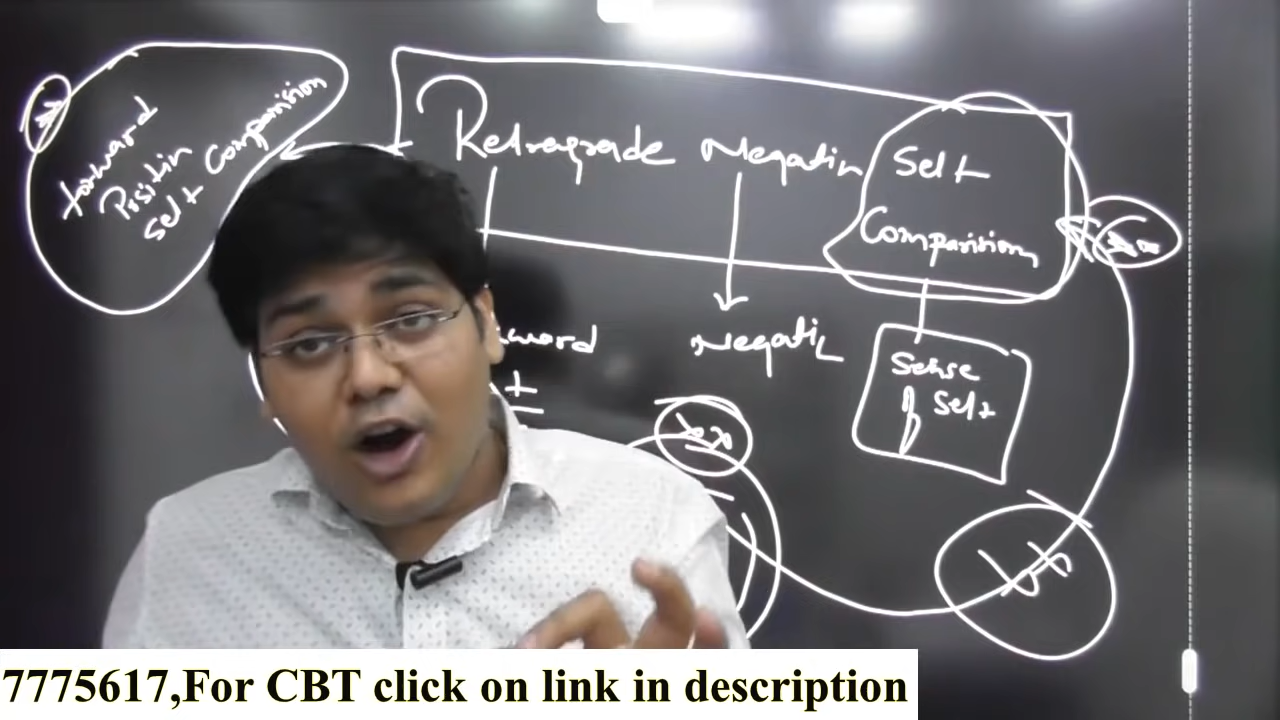 forward
Positive
self Comparision
Retrograde Negative
Self
Comparision
ward
Negative
Sense
of Self
7775617,For CBT click on link in description